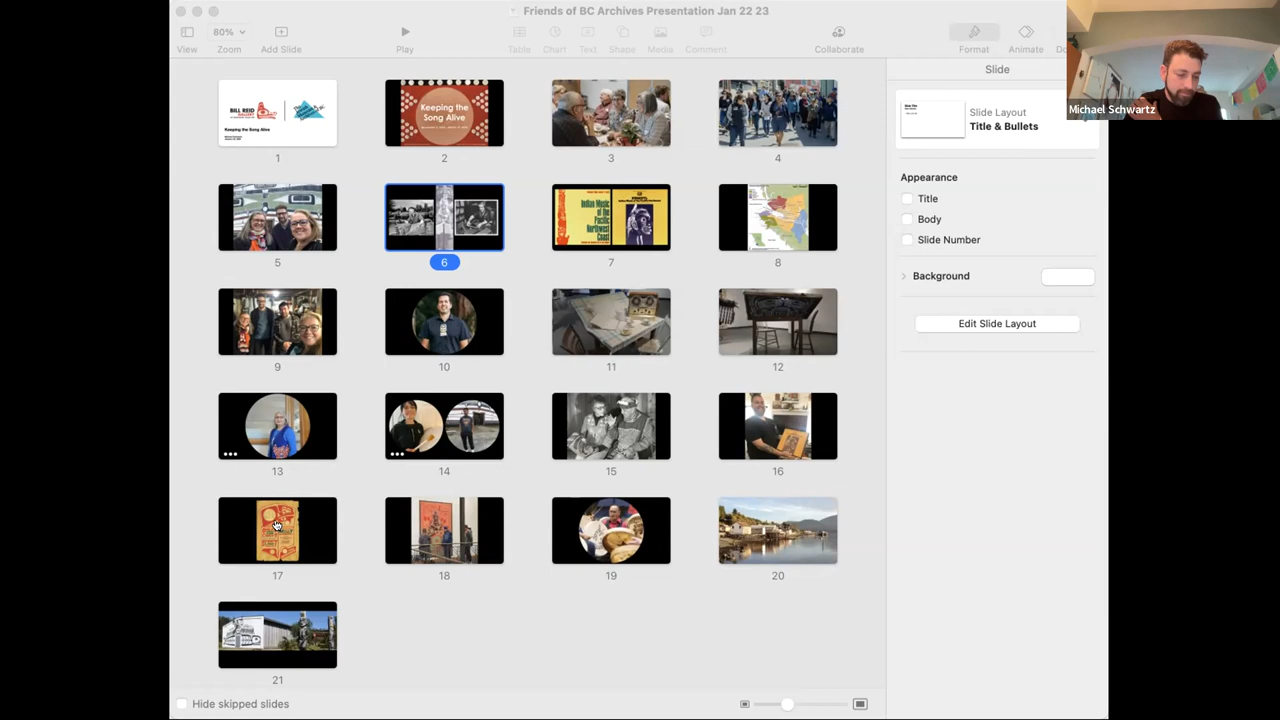 Friends of BC Archives Presentation Jan 22 23
80%
View
Zoom
Add Slide
Play
Table
Chart
Text
Shape
Media
Comment
Collaborate
Format
Animate
Michael Schwartz
Slide
Slide Layout
Title & Bullets
Appearance
Title
Body
Slide Number
Background
Edit Slide Layout
BILL REID
Keeping the Song Alive
1
Keeping the
Song Alive
2
3
4
5
6
Indian Music
of the
Pacific
Northwest
Coast
7
8
9
10
11
12
13
14
15
16
17
18
19
20
21
Hide skipped slides